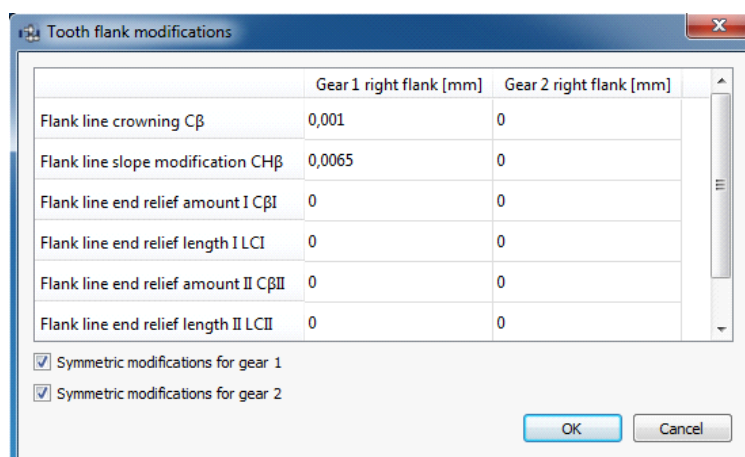 Tooth flank modifications
Gear 1 right flank [mm] Gear 2 right flank [mm]
Flank line crowning Cβ 0,001 0
Flank line slope modification CHβ 0,0065 0
Flank line end relief amount I CβI 0 0
Flank line end relief length I LCI 0 0
Flank line end relief amount II CβII 0 0
Flank line end relief length II LCII 0 0
Symmetric modifications for gear 1
Symmetric modifications for gear 2
OK Cancel